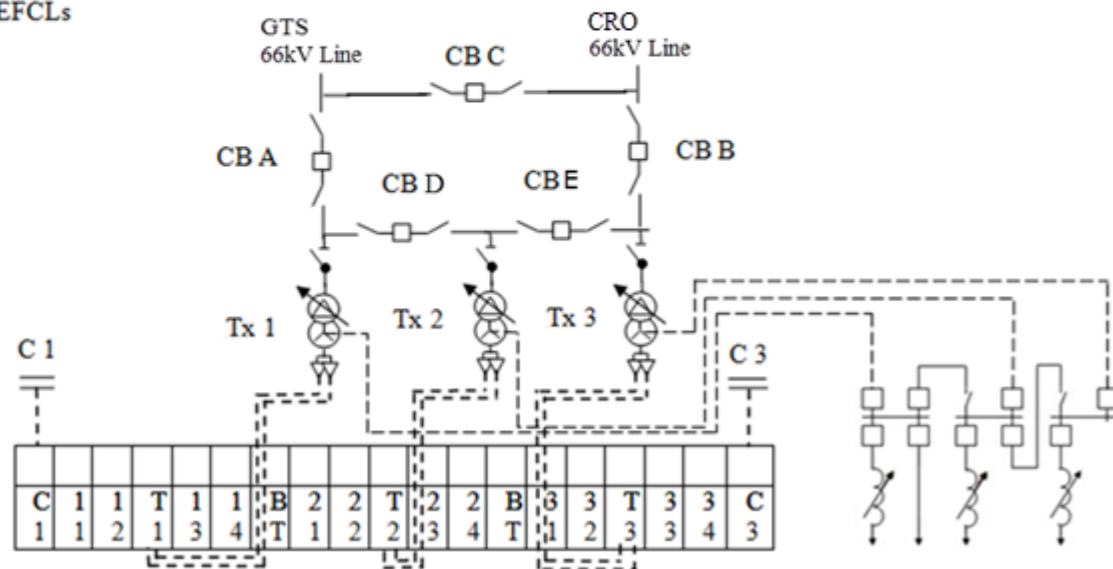 EFCLs
GTS
66kV Line
CRO
66kV Line
CB C
CB A
CB B
CB D
CB E
Tx 1
Tx 2
Tx 3
C 1
C 3
C 1 1 T 1 1 B 2 2 T 2 2 B 3 3 T 3 3 C
1 1 2 1 3 4 T 1 2 2 3 4 T 1 2 3 3 4 3